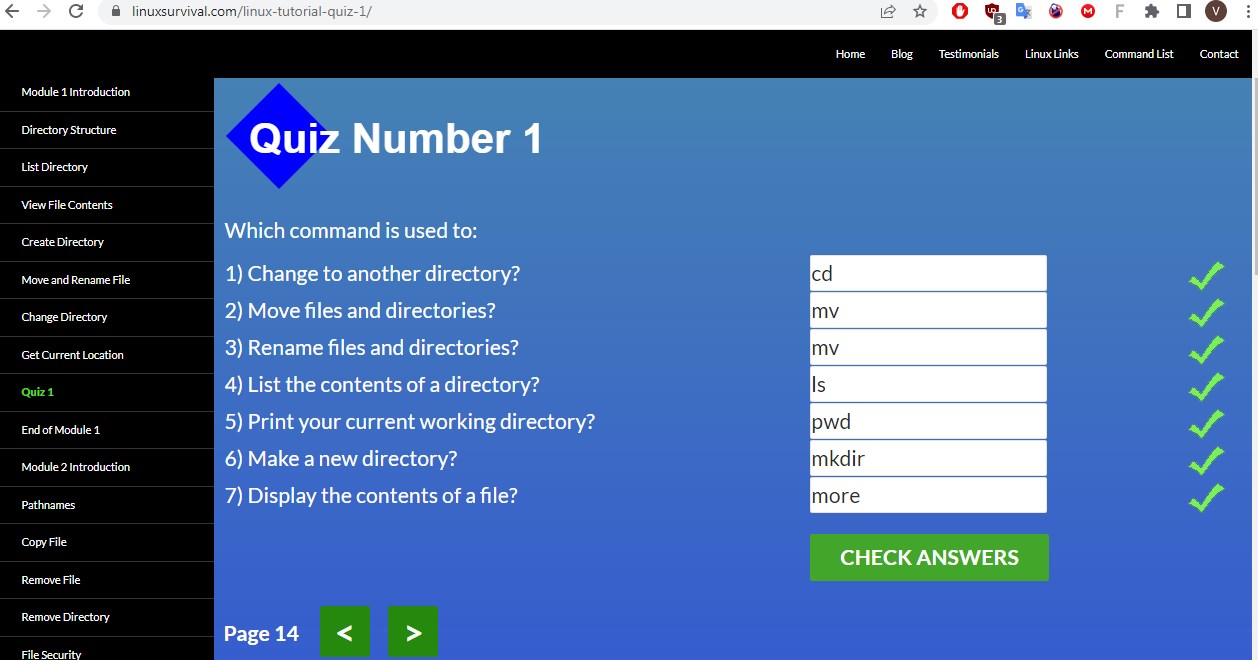 linuxsurvival.com/linux-tutorial-quiz-1/
3
V
Home Blog Testimonials Linux Links Command List Contact
Module 1 Introduction
Directory Structure
List Directory
View File Contents
Create Directory
Move and Rename File
Change Directory
Get Current Location
Quiz 1
End of Module 1
Module 2 Introduction
Pathnames
Copy File
Remove File
Remove Directory
File Security
Quiz Number 1
Which command is used to:
1) Change to another directory? cd
2) Move files and directories? mv
3) Rename files and directories? mv
4) List the contents of a directory? ls
5) Print your current working directory? pwd
6) Make a new directory? mkdir
7) Display the contents of a file? more
CHECK ANSWERS
Page 14 < >